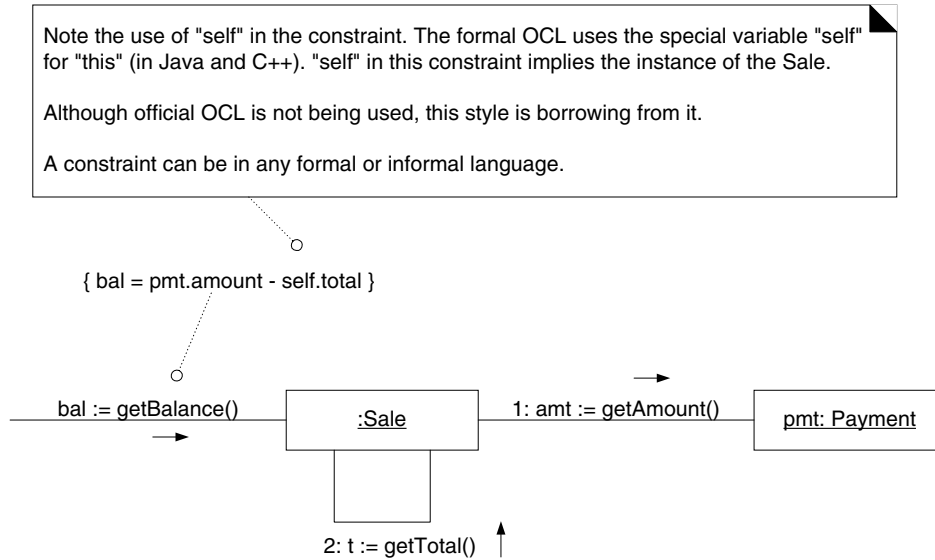 Note the use of "self" in the constraint. The formal OCL uses the special variable "self"
for "this" (in Java and C++). "self" in this constraint implies the instance of the Sale.
Although official OCL is not being used, this style is borrowing from it.
A constraint can be in any formal or informal language.
{ bal = pmt.amount - self.total }
bal := getBalance()
:Sale
1: amt := getAmount()
pmt: Payment
2: t := getTotal()